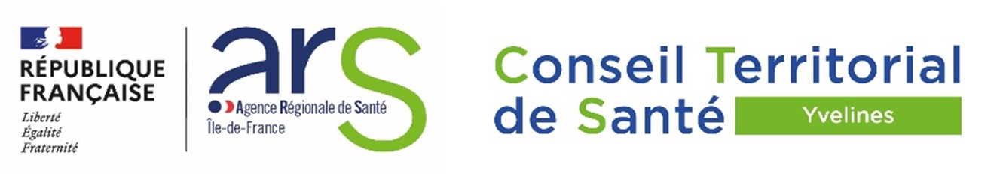 RÉPUBLIQUE
FRANÇAISE
Liberté
Égalité
Fraternité
ars
Agence Régionale de Santé
Île-de-France
Conseil Territorial
de Santé
Yvelines